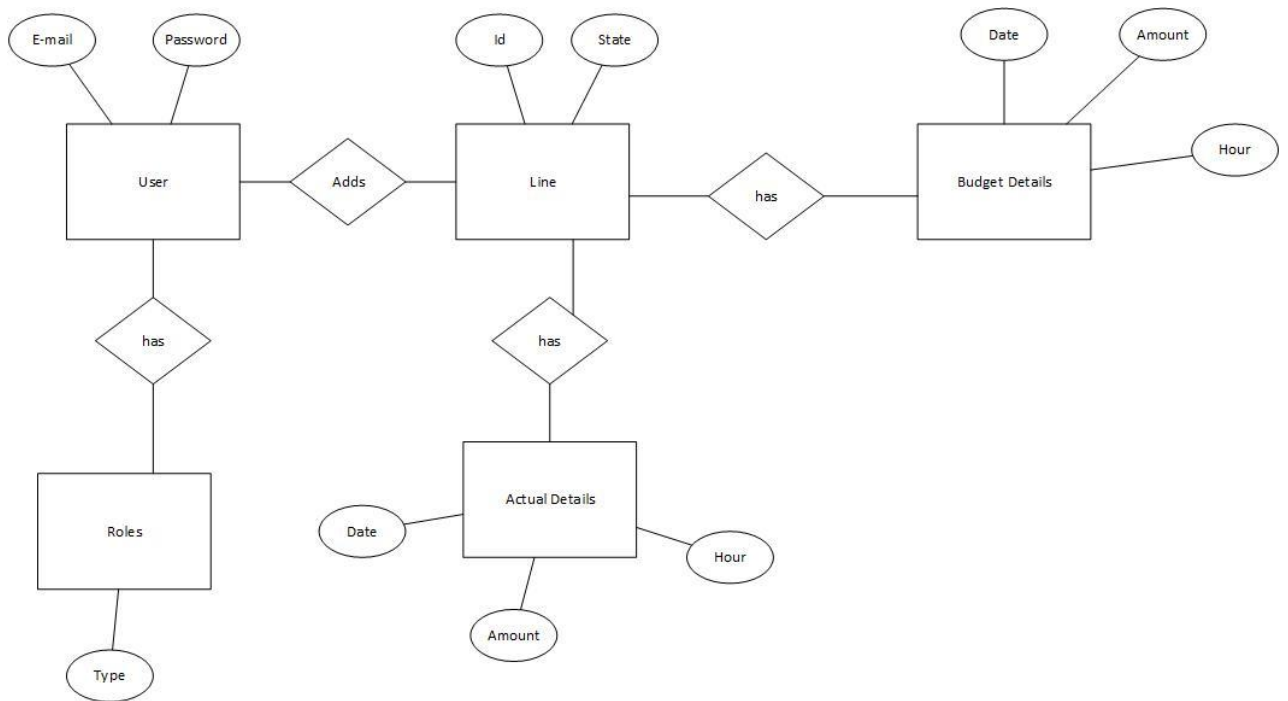 E-mail
Password
Id
State
Date
Amount
Hour
User
Adds
Line
has
Budget Details
has
has
Roles
Actual Details
Date
Hour
Amount
Type